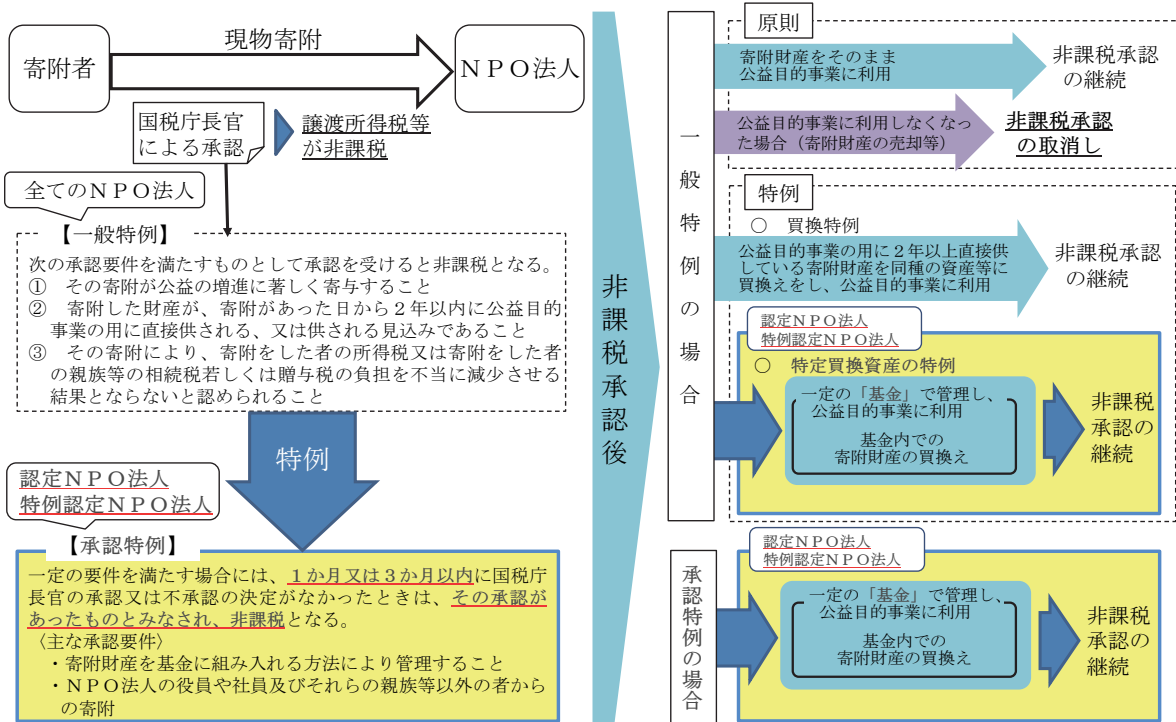 現物寄附
寄附者
ＮＰＯ法人
国税庁長官
による承認
譲渡所得税等
が非課税
全てのＮＰＯ法人
【一般特例】
次の承認要件を満たすものとして承認を受けると非課税となる。
① その寄附が公益の増進に著しく寄与すること
② 寄附した財産が、寄附があった日から２年以内に公益目的
事業の用に直接供される、又は供される見込みであること
③ その寄附により、寄附をした者の所得税又は寄附をした者
の親族等の相続税若しくは贈与税の負担を不当に減少させる
結果とならないと認められること
特例
認定ＮＰＯ法人
特例認定ＮＰＯ法人
【承認特例】
一定の要件を満たす場合には、１か月又は３か月以内に国税庁
長官の承認又は不承認の決定がなかったときは、その承認が
あったものとみなされ、非課税となる。
〈主な承認要件〉
・寄附財産を基金に組み入れる方法により管理すること
・ＮＰＯ法人の役員や社員及びそれらの親族等以外の者から
の寄附
非課税承認後
一般特例の場合
原則
寄附財産をそのまま
公益目的事業に利用
非課税承認
の継続
公益目的事業に利用しなくなっ
た場合（寄附財産の売却等）
非課税承認
の取消し
特例
○ 買換特例
公益目的事業の用に２年以上直接供
している寄附財産を同種の資産等に
買換えをし、公益目的事業に利用
非課税承認
の継続
認定ＮＰＯ法人
特例認定ＮＰＯ法人
○ 特定買換資産の特例
一定の「基金」で管理し、
公益目的事業に利用
基金内での
寄附財産の買換え
非課税
承認の
継続
承認特例の場合
認定ＮＰＯ法人
特例認定ＮＰＯ法人
一定の「基金」で管理し、
公益目的事業に利用
基金内での
寄附財産の買換え
非課税
承認の
継続